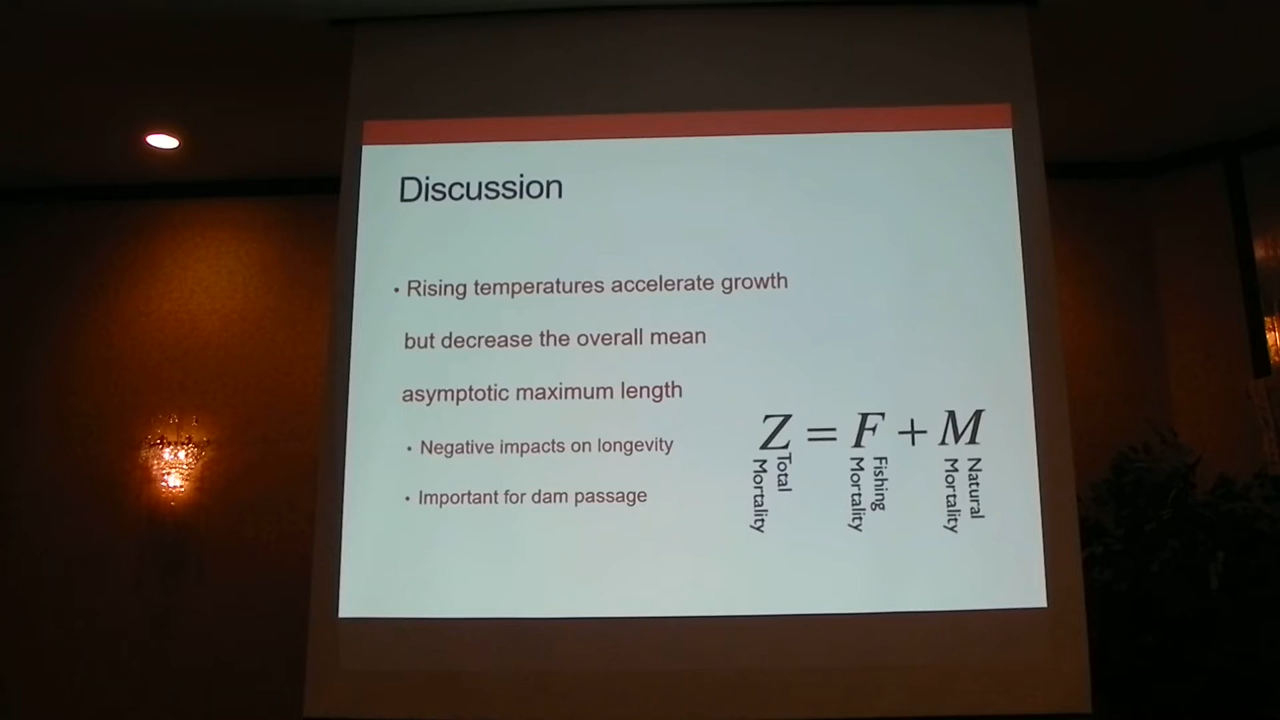 Discussion
• Rising temperatures accelerate growth
but decrease the overall mean
asymptotic maximum length
• Negative impacts on longevity
• Important for dam passage
Z = F + M
Total
Mortality
Fishing
Mortality
Natural
Mortality